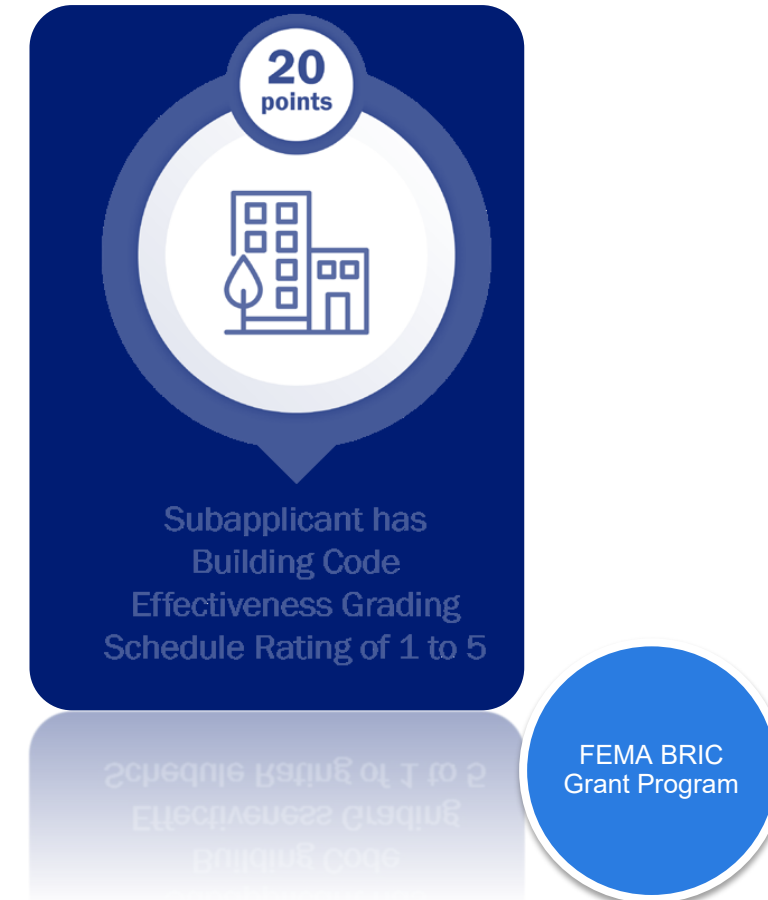 20
points
Subapplicant has
Building Code
Effectiveness Grading
Schedule Rating of 1 to 5
FEMA BRIC
Grant Program